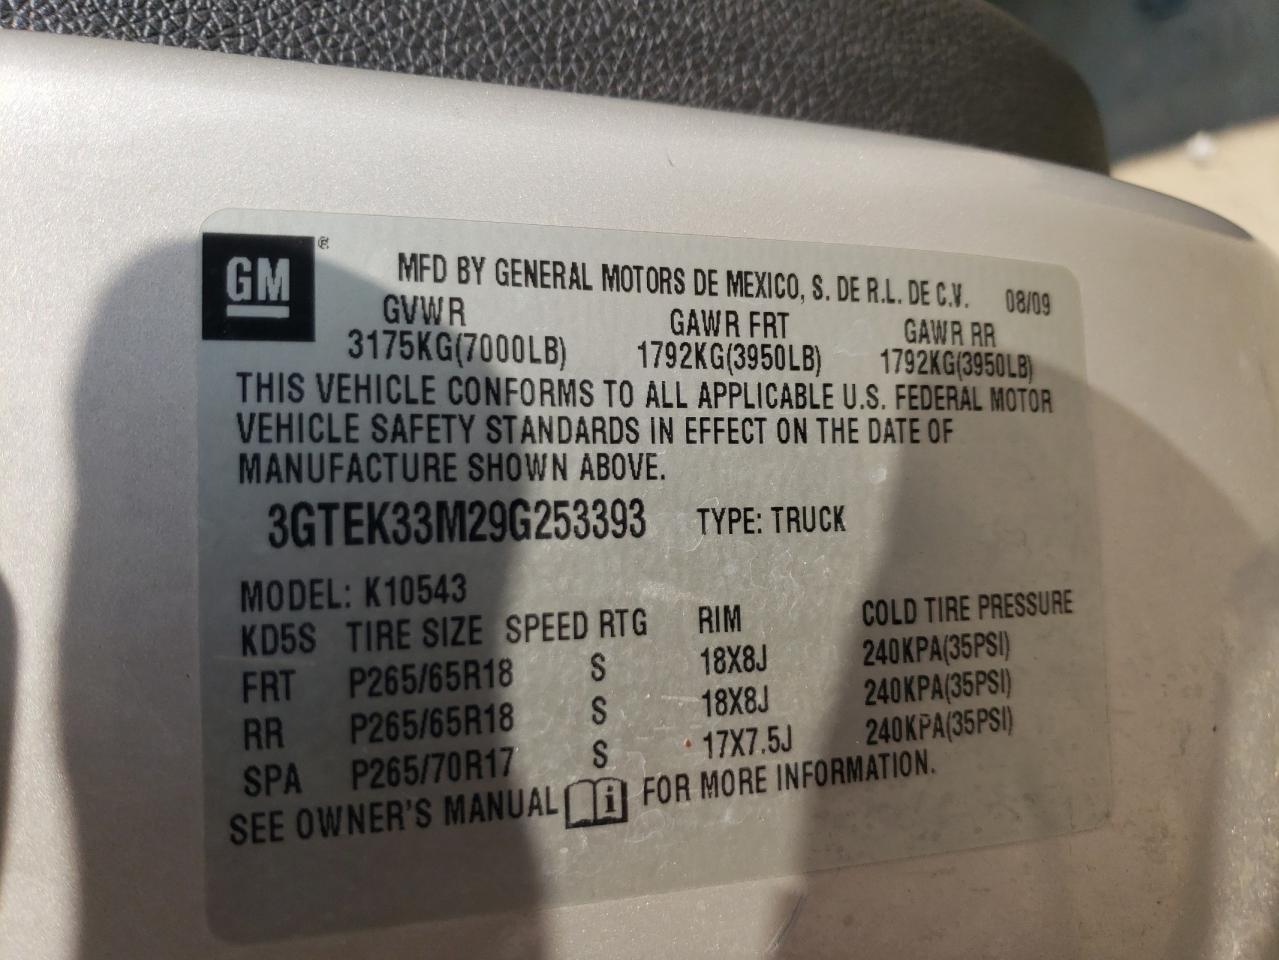 GM ®
MFD BY GENERAL MOTORS DE MEXICO, S. DE R.L. DE C.V. 08/09
GVWR GAWR FRT GAWR RR
3175KG(7000LB) 1792KG(3950LB) 1792KG(3950LB)
THIS VEHICLE CONFORMS TO ALL APPLICABLE U.S. FEDERAL MOTOR
VEHICLE SAFETY STANDARDS IN EFFECT ON THE DATE OF
MANUFACTURE SHOWN ABOVE.
3GTEK33M29G253393 TYPE: TRUCK
MODEL: K10543
KD5S TIRE SIZE SPEED RTG RIM COLD TIRE PRESSURE
FRT P265/65R18 S 18X8J 240KPA(35PSI)
RR P265/65R18 S 18X8J 240KPA(35PSI)
SPA P265/70R17 S 17X7.5J 240KPA(35PSI)
SEE OWNER'S MANUAL i FOR MORE INFORMATION.